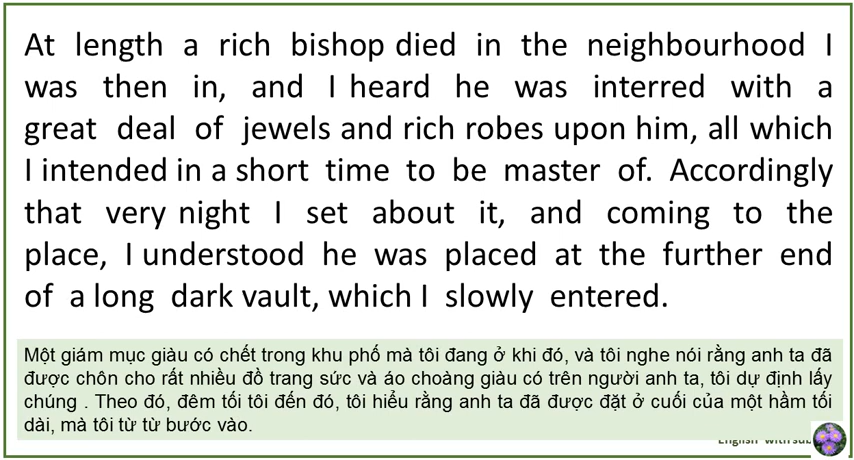 At length a rich bishop died in the neighbourhood I
was then in, and I heard he was interred with a
great deal of jewels and rich robes upon him, all which
I intended in a short time to be master of. Accordingly
that very night I set about it, and coming to the
place, I understood he was placed at the further end
of a long dark vault, which I slowly entered.
Một giám mục giàu có chết trong khu phố mà tôi đang ở khi đó, và tôi nghe nói rằng anh ta đã
được chôn cho rất nhiều đồ trang sức và áo choàng giàu có trên người anh ta, tôi dự định lấy
chúng . Theo đó, đêm tối tôi đến đó, tôi hiểu rằng anh ta đã được đặt ở cuối của một hầm tối
dài, mà tôi từ từ bước vào.
English with